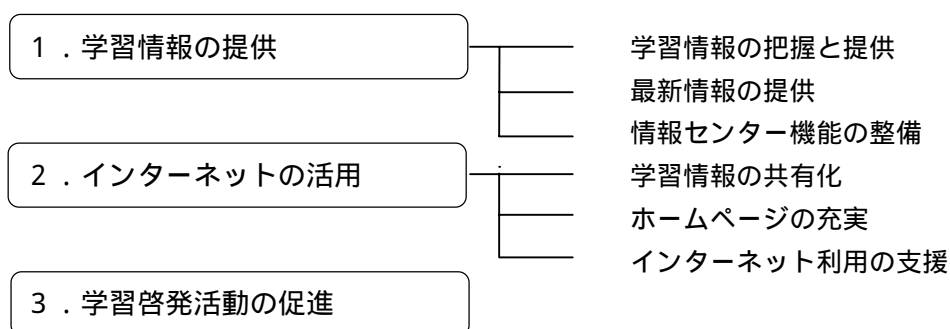 1．学習情報の提供
学習情報の把握と提供
最新情報の提供
情報センター機能の整備
2．インターネットの活用
学習情報の共有化
ホームページの充実
インターネット利用の支援
3．学習啓発活動の促進